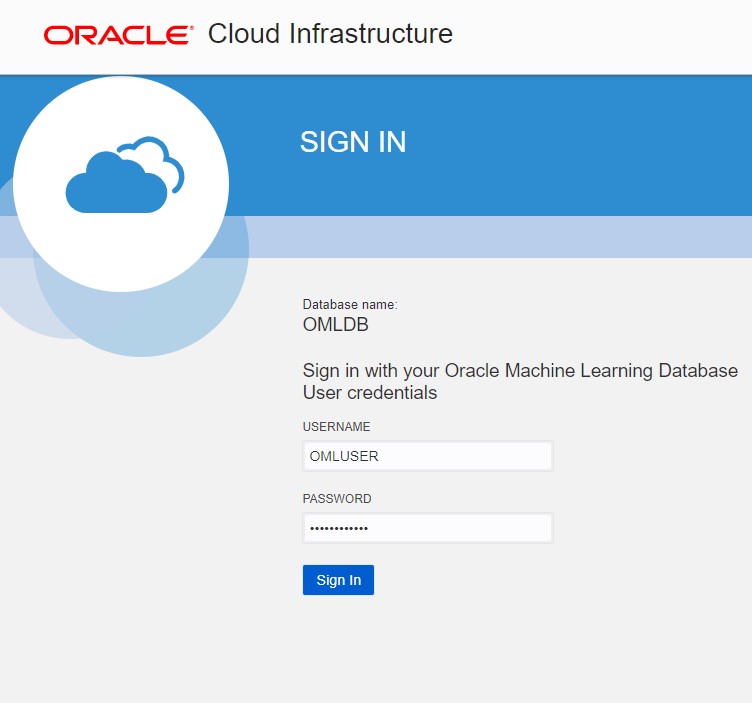 ORACLE® Cloud Infrastructure
SIGN IN
Database name:
OMLDB
Sign in with your Oracle Machine Learning Database
User credentials
USERNAME
OMLUSER
PASSWORD
••••••••••••
Sign In